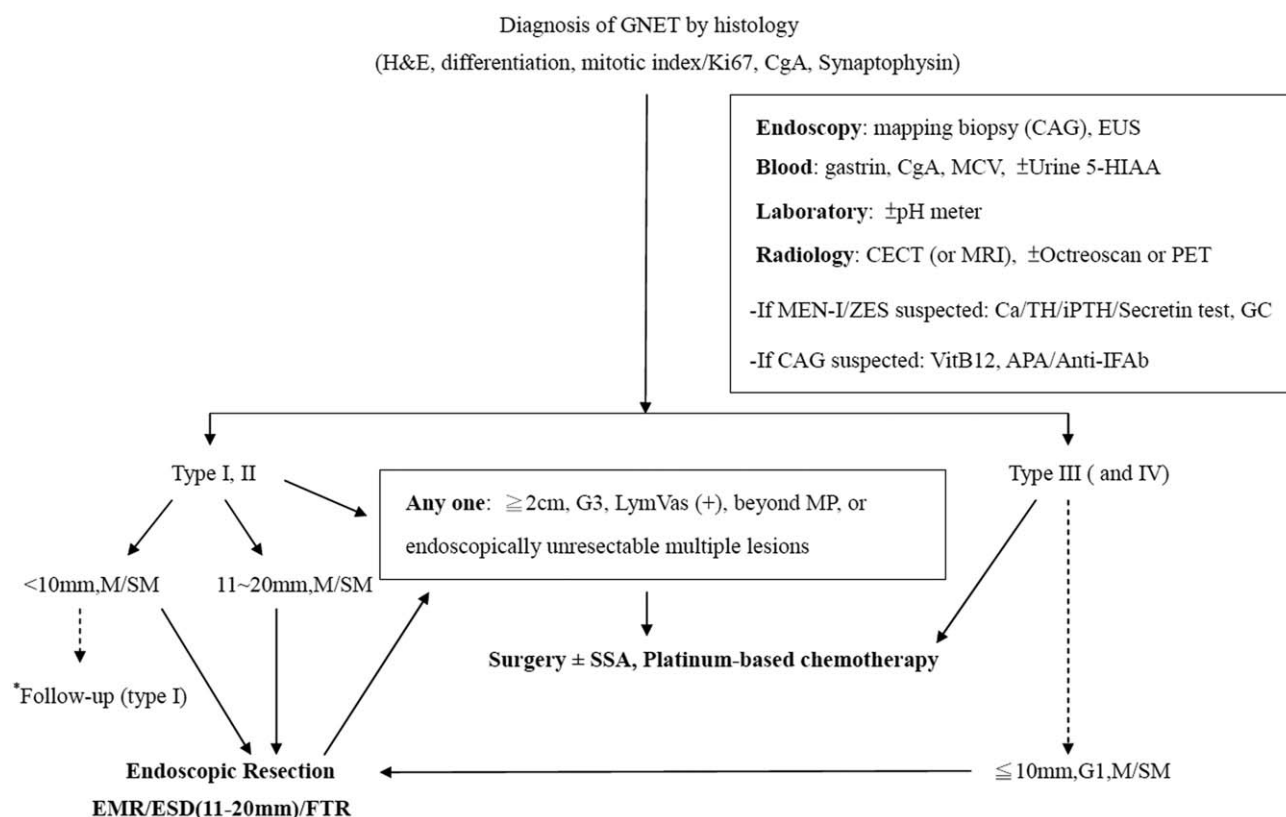 Diagnosis of GNET by histology
(H&E, differentiation, mitotic index/Ki67, CgA, Synaptophysin)
Endoscopy: mapping biopsy (CAG), EUS
Blood: gastrin, CgA, MCV, ±Urine 5-HIAA
Laboratory: ±pH meter
Radiology: CECT (or MRI), ±Octreoscan or PET
-If MEN-I/ZES suspected: Ca/TH/iPTH/Secretin test, GC
-If CAG suspected: VitB12, APA/Anti-IFAb
Type I, II
Type III ( and IV)
Any one: ≧2cm, G3, LymVas (+), beyond MP, or
endoscopically unresectable multiple lesions
<10mm,M/SM
11~20mm,M/SM
Surgery ± SSA, Platinum-based chemotherapy
*Follow-up (type I)
Endoscopic Resection
EMR/ESD(11-20mm)/FTR
≦10mm,G1,M/SM